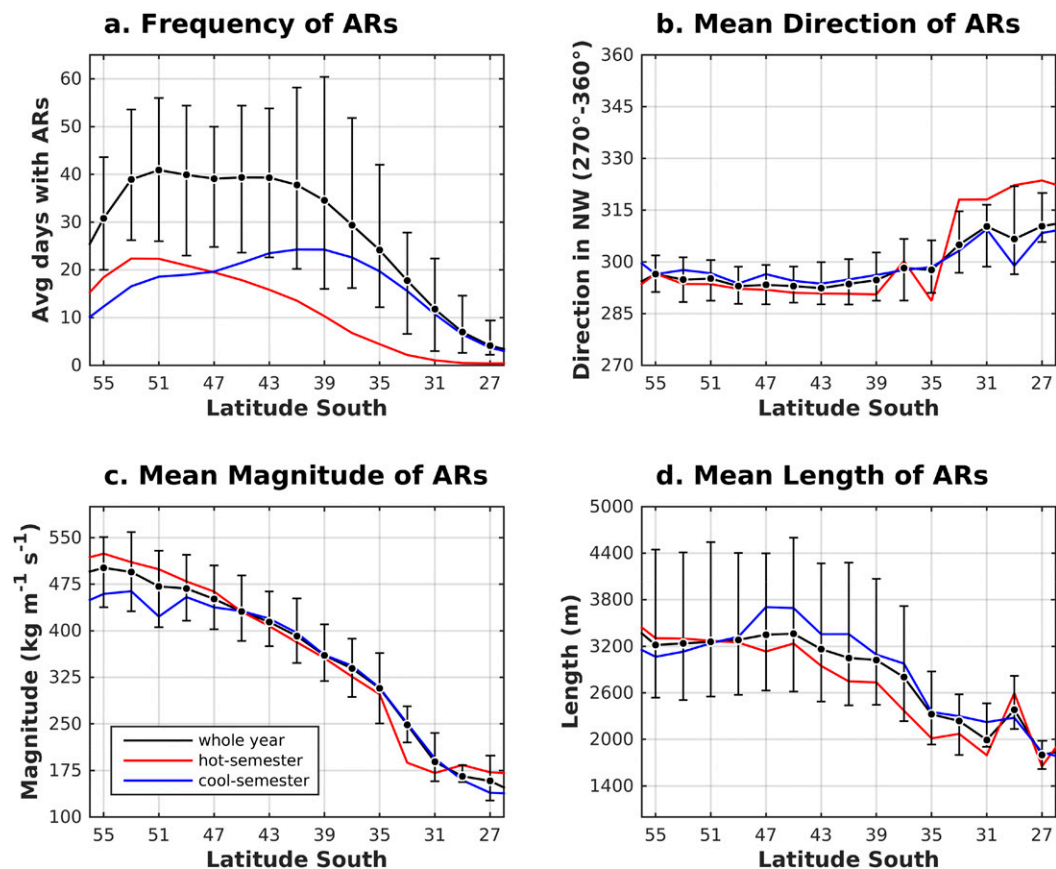 a. Frequency of ARs
Avg days with ARs
60
50
40
30
20
10
0
55 51 47 43 39 35 31 27
Latitude South
b. Mean Direction of ARs
Direction in NW (270°-360°)
360
345
330
315
300
285
270
55 51 47 43 39 35 31 27
Latitude South
c. Mean Magnitude of ARs
Magnitude (kg m⁻¹ s⁻¹)
550
475
400
325
250
175
100
whole year
hot-semester
cool-semester
55 51 47 43 39 35 31 27
Latitude South
d. Mean Length of ARs
Length (m)
5000
4400
3800
3200
2600
2000
1400
55 51 47 43 39 35 31 27
Latitude South